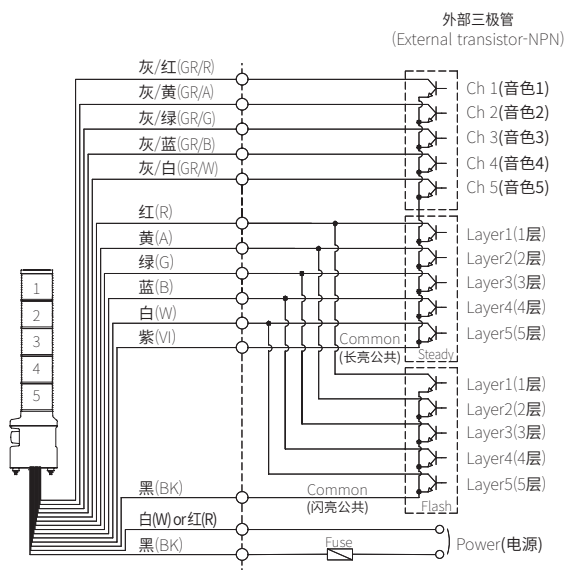 外部三极管
(External transistor-NPN)
灰/红(GR/R)
Ch 1(音色1)
灰/黄(GR/A)
Ch 2(音色2)
灰/绿(GR/G)
Ch 3(音色3)
灰/蓝(GR/B)
Ch 4(音色4)
灰/白(GR/W)
Ch 5(音色5)
红(R)
Layer1(1层)
黄(A)
Layer2(2层)
绿(G)
Layer3(3层)
蓝(B)
Layer4(4层)
白(W)
Layer5(5层)
紫(VI)
Common
(长亮公共)
Steady
1
2
3
4
5
Layer1(1层)
Layer2(2层)
Layer3(3层)
Layer4(4层)
Layer5(5层)
黑(BK)
Common
(闪亮公共)
Flash
白(W) or 红(R)
黑(BK)
Fuse
Power(电源)